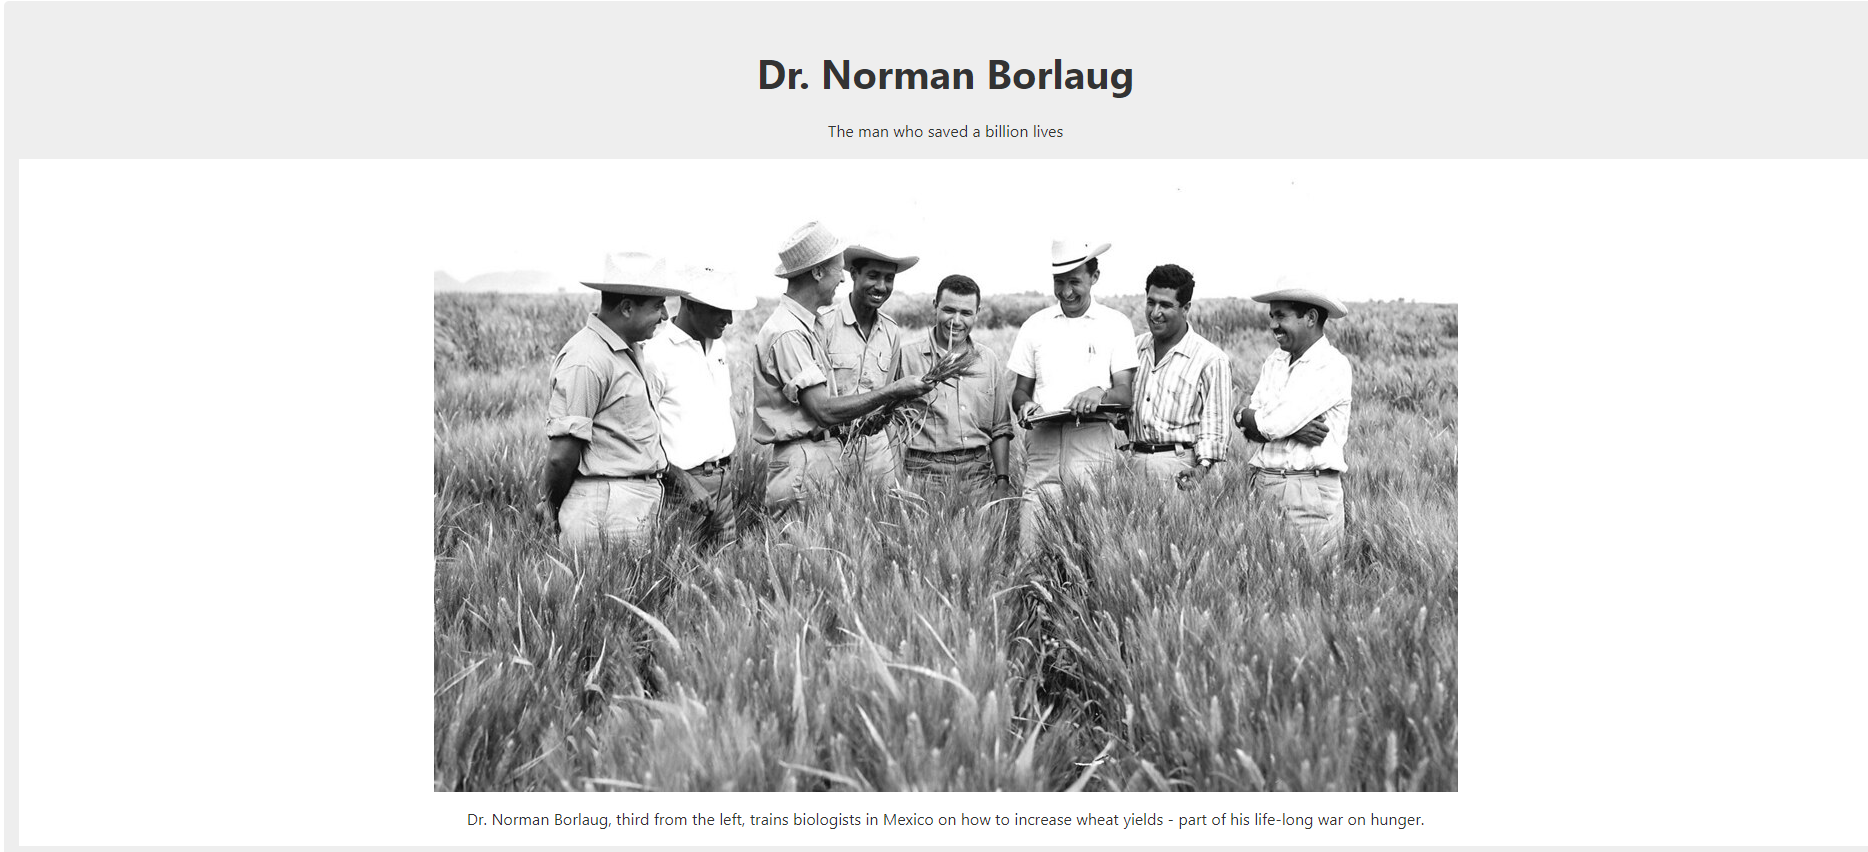 Dr. Norman Borlaug
The man who saved a billion lives
Dr. Norman Borlaug, third from the left, trains biologists in Mexico on how to increase wheat yields - part of his life-long war on hunger.